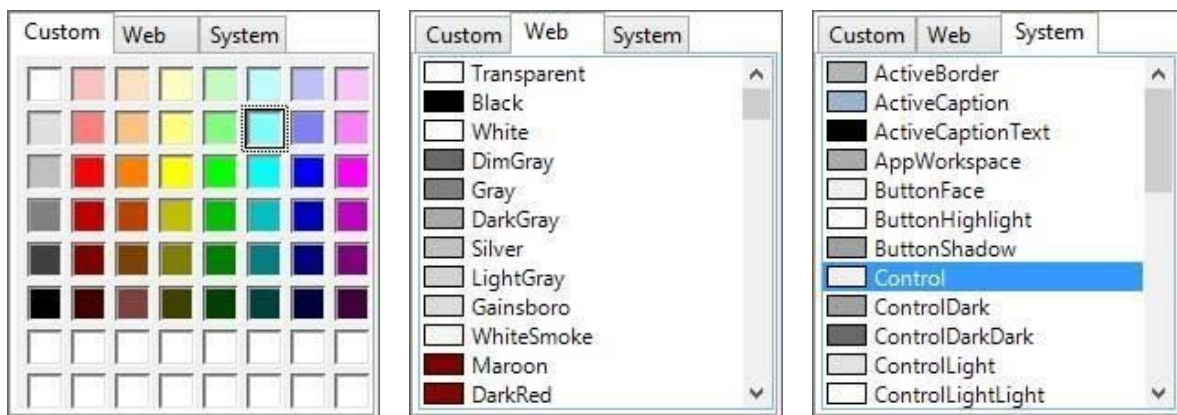 Custom Web System
Custom Web System
Transparent
Black
White
DimGray
Gray
DarkGray
Silver
LightGray
Gainsboro
WhiteSmoke
Maroon
DarkRed
Custom Web System
ActiveBorder
ActiveCaption
ActiveCaptionText
AppWorkspace
ButtonFace
ButtonHighlight
ButtonShadow
Control
ControlDark
ControlDarkDark
ControlLight
ControlLightLight